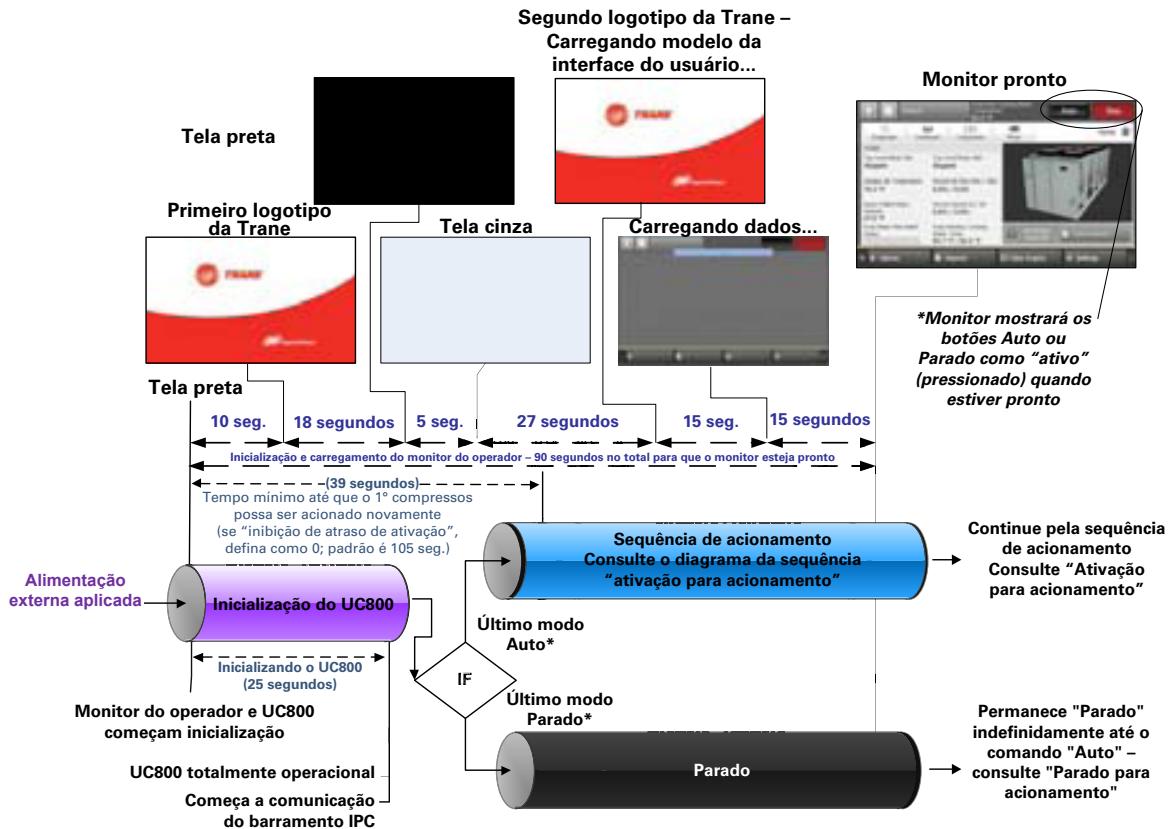 Segundo logotipo da Trane –
Carregando modelo da
interface do usuário...
Monitor pronto
Tela preta
TRANE
Primeiro logotipo
da Trane
Tela cinza
Carregando dados...
TRANE
*Monitor mostrará os
botões Auto ou
Parado como “ativo”
(pressionado) quando
estiver pronto
Tela preta
10 seg.
18 segundos
5 seg.
27 segundos
15 seg.
15 segundos
Inicialização e carregamento do monitor do operador – 90 segundos no total para que o monitor esteja pronto
(39 segundos)
Tempo mínimo até que o 1° compressos
possa ser acionado novamente
(se “inibição de atraso de ativação”,
defina como 0; padrão é 105 seg.)
Sequência de acionamento
Consulte o diagrama da sequência
“ativação para acionamento”
Continue pela sequência
de acionamento
Consulte “Ativação
para acionamento”
Alimentação
externa aplicada
Inicialização do UC800
Último modo
Auto*
Inicializando o UC800
(25 segundos)
IF
Último modo
Parado*
Monitor do operador e UC800
começam inicialização
Parado
Permanece "Parado"
indefinidamente até o
comando "Auto" –
consulte "Parado para
acionamento"
UC800 totalmente operacional
Começa a comunicação
do barramento IPC